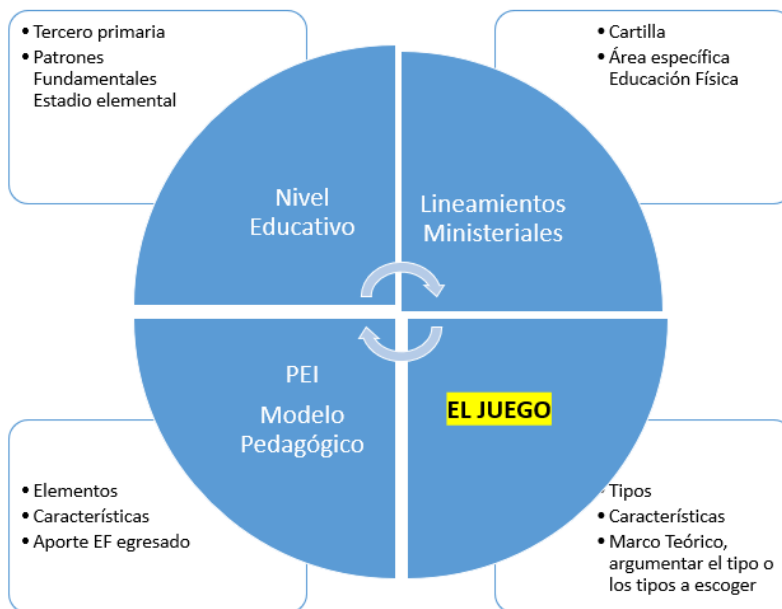 • Tercero primaria
• Patrones
Fundamentales
Estadio elemental
• Cartilla
• Área específica
Educación Física
Nivel
Educativo
Lineamientos
Ministeriales
PEI
Modelo
Pedagógico
EL JUEGO
• Elementos
• Características
• Aporte EF egresado
• Tipos
• Características
• Marco Teórico,
argumentar el tipo o
los tipos a escoger